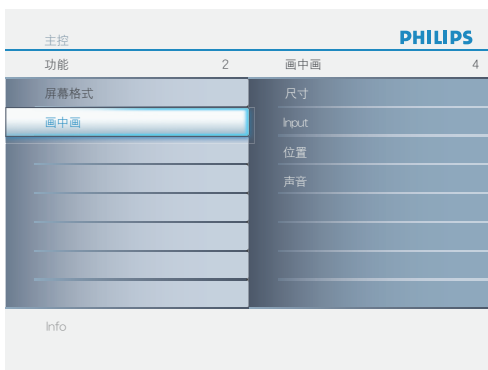 主控 PHILIPS
功能 2 画中画 4
屏幕格式 尺寸
画中画 Input
位置
声音
Info